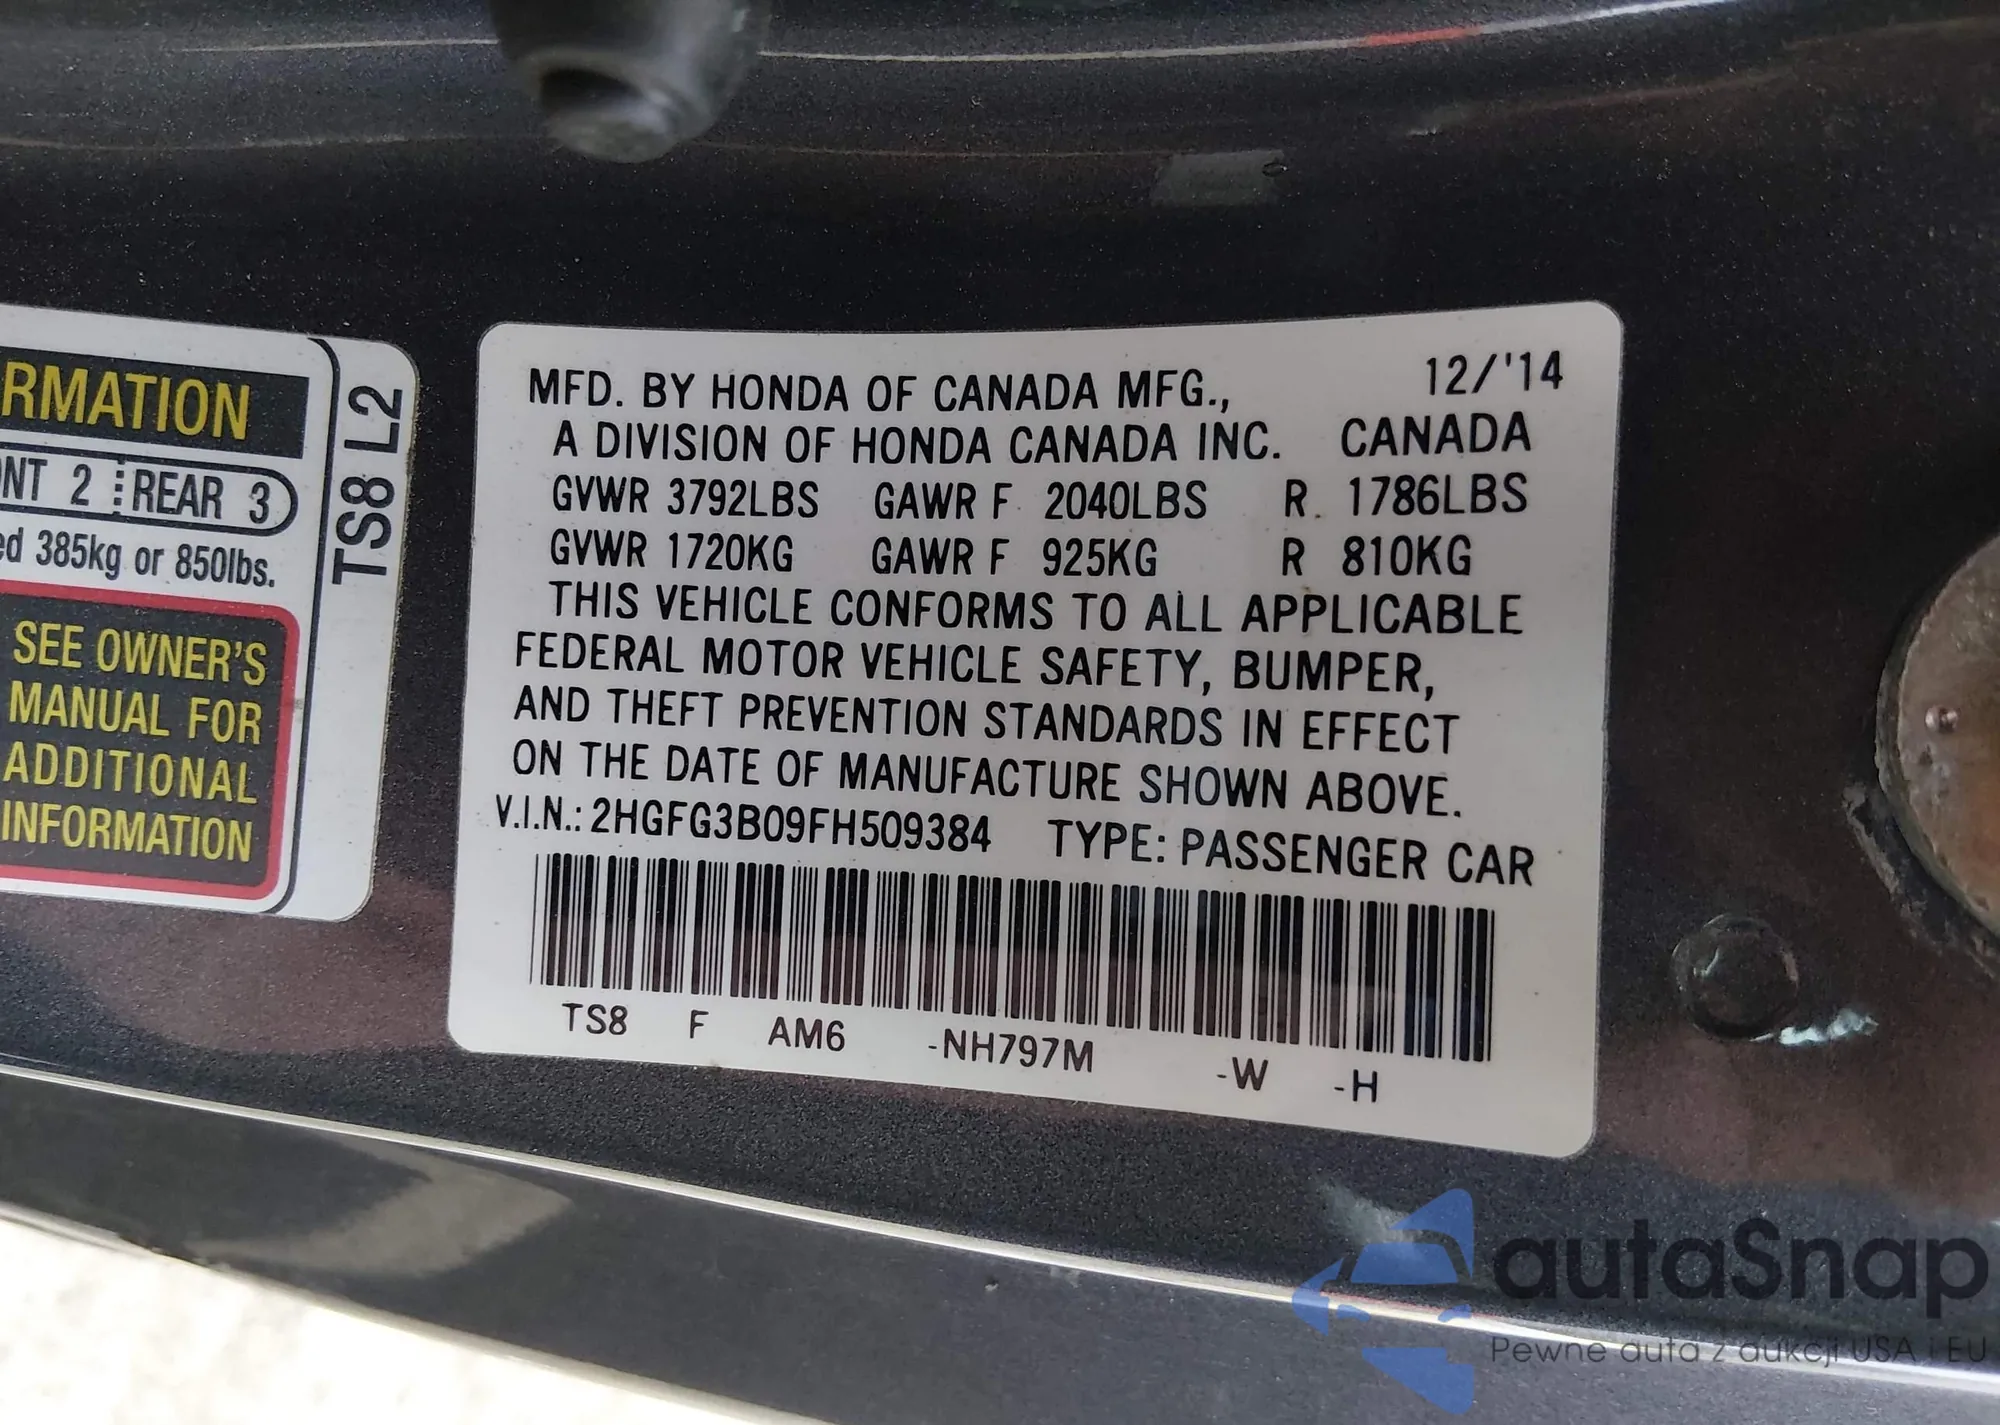 RMATION
NT 2 REAR 3
ed 385kg or 850lbs.
SEE OWNER'S
MANUAL FOR
ADDITIONAL
INFORMATION
TS8 L2
MFD. BY HONDA OF CANADA MFG., 12/'14
A DIVISION OF HONDA CANADA INC. CANADA
GVWR 3792LBS GAWR F 2040LBS R 1786LBS
GVWR 1720KG GAWR F 925KG R 810KG
THIS VEHICLE CONFORMS TO ALL APPLICABLE
FEDERAL MOTOR VEHICLE SAFETY, BUMPER,
AND THEFT PREVENTION STANDARDS IN EFFECT
ON THE DATE OF MANUFACTURE SHOWN ABOVE.
V.I.N.: 2HGFG3B09FH509384 TYPE: PASSENGER CAR
TS8 F AM6 -NH797M -W -H
autaSnap
Pewne auta z aukcji USA i EU